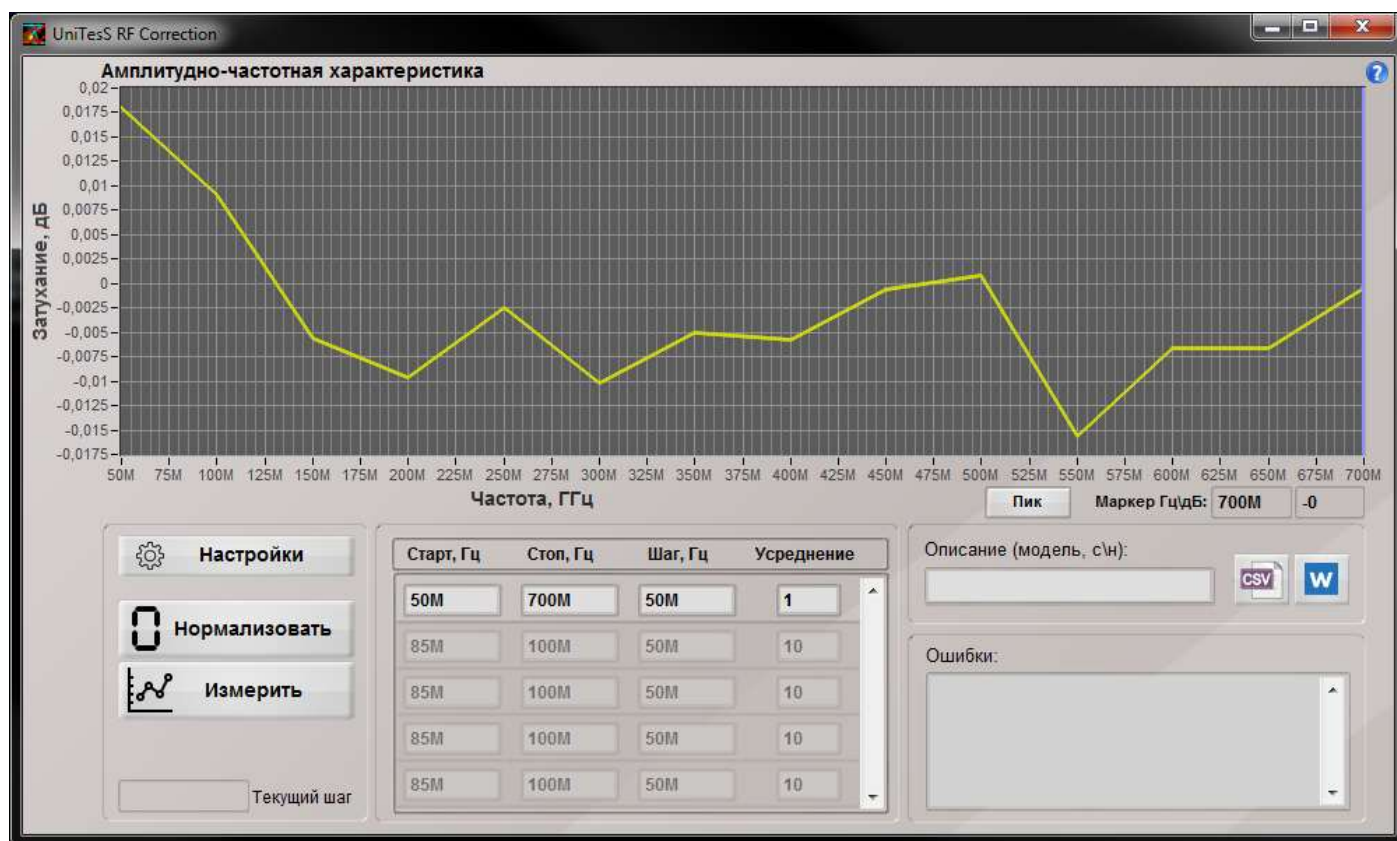 UniTesS RF Correction
Амплитудно-частотная характеристика
?
Затухание, дБ
0,02
0,0175
0,015
0,0125
0,01
0,0075
0,005
0,0025
0
-0,0025
-0,005
-0,0075
-0,01
-0,0125
-0,015
-0,0175
50M 75M 100M 125M 150M 175M 200M 225M 250M 275M 300M 325M 350M 375M 400M 425M 450M 475M 500M 525M 550M 575M 600M 625M 650M 675M 700M
Частота, ГГц
Пик Маркер Гц\дБ: 700M -0
Настройки
0 Нормализовать
Измерить
Текущий шаг
Старт, Гц Стоп, Гц Шаг, Гц Усреднение
50M 700M 50M 1
85M 100M 50M 10
85M 100M 50M 10
85M 100M 50M 10
85M 100M 50M 10
Описание (модель, с\н):
CSV W
Ошибки: